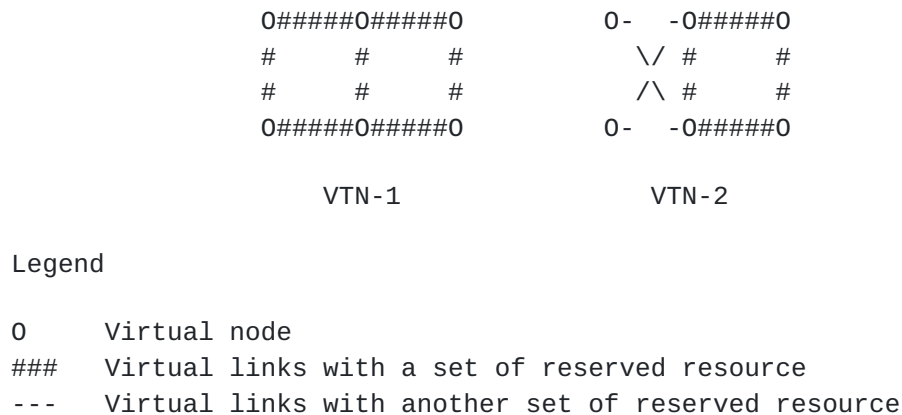 O#####O#####O         O-  -O#####O
                #     #     #           \/ #     #
                #     #     #           /\ #     #
                O#####O#####O         O-  -O#####O

                    VTN-1                VTN-2

Legend

O     Virtual node
###   Virtual links with a set of reserved resource
---   Virtual links with another set of reserved resource